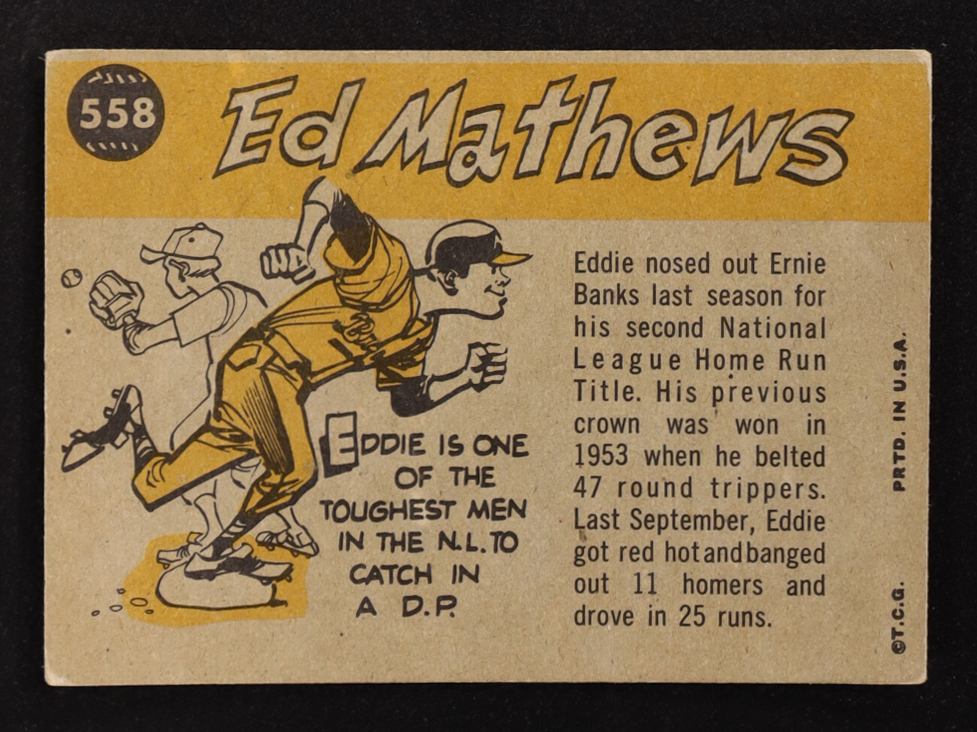 558
Ed Mathews
EDDIE IS ONE
OF THE
TOUGHEST MEN
IN THE N.L. TO
CATCH IN
A D.P.
Eddie nosed out Ernie
Banks last season for
his second National
League Home Run
Title. His previous
crown was won in
1953 when he belted
47 round trippers.
Last September, Eddie
got red hot and banged
out 11 homers and
drove in 25 runs.
©T.C.G. PRTD. IN U.S.A.